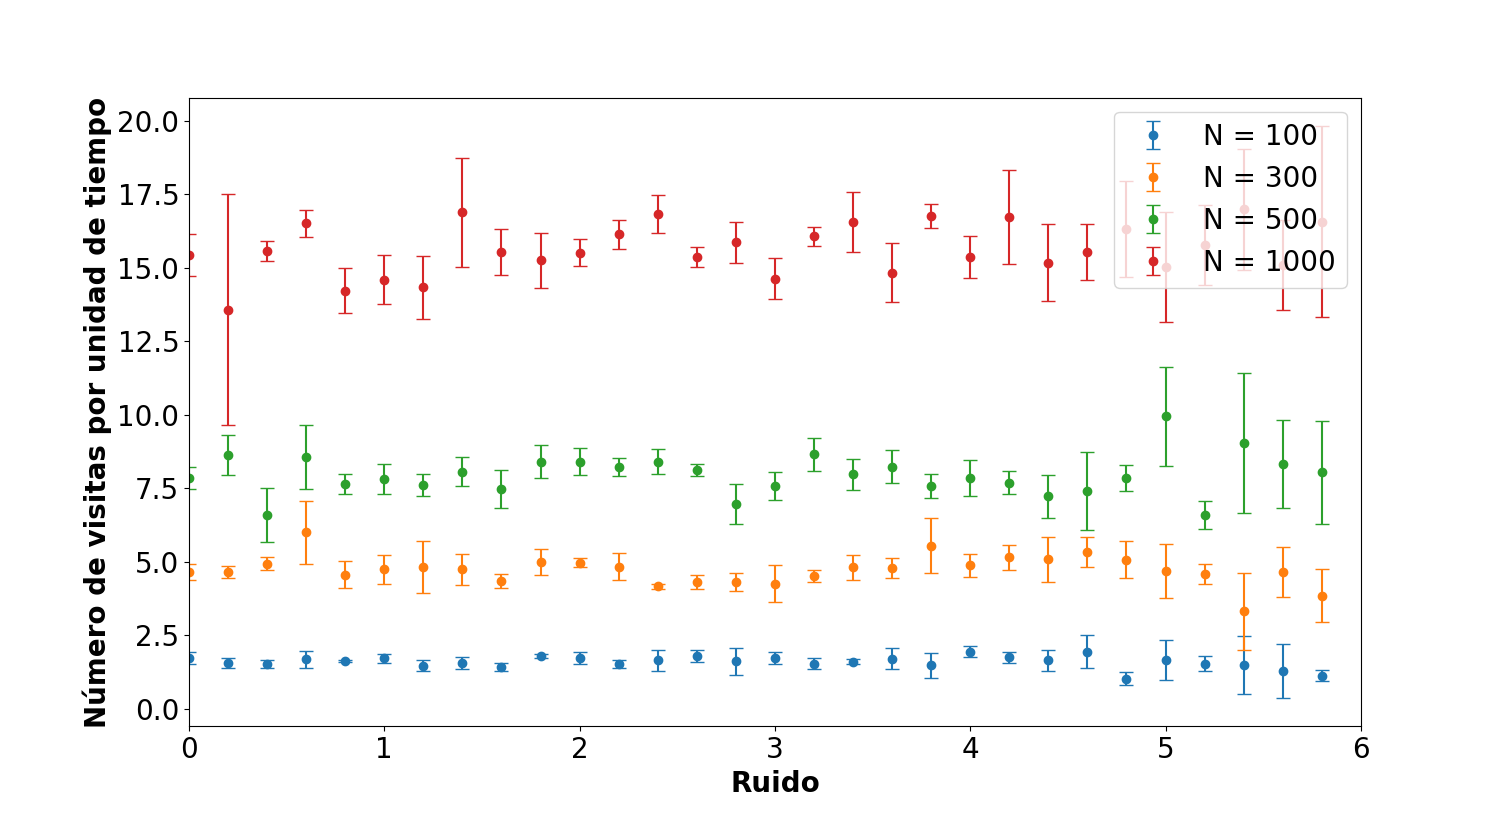 Número de visitas por unidad de tiempo
20.0
17.5
15.0
12.5
10.0
7.5
5.0
2.5
0.0
N = 100
N = 300
N = 500
N = 1000
0 1 2 3 4 5 6
Ruido